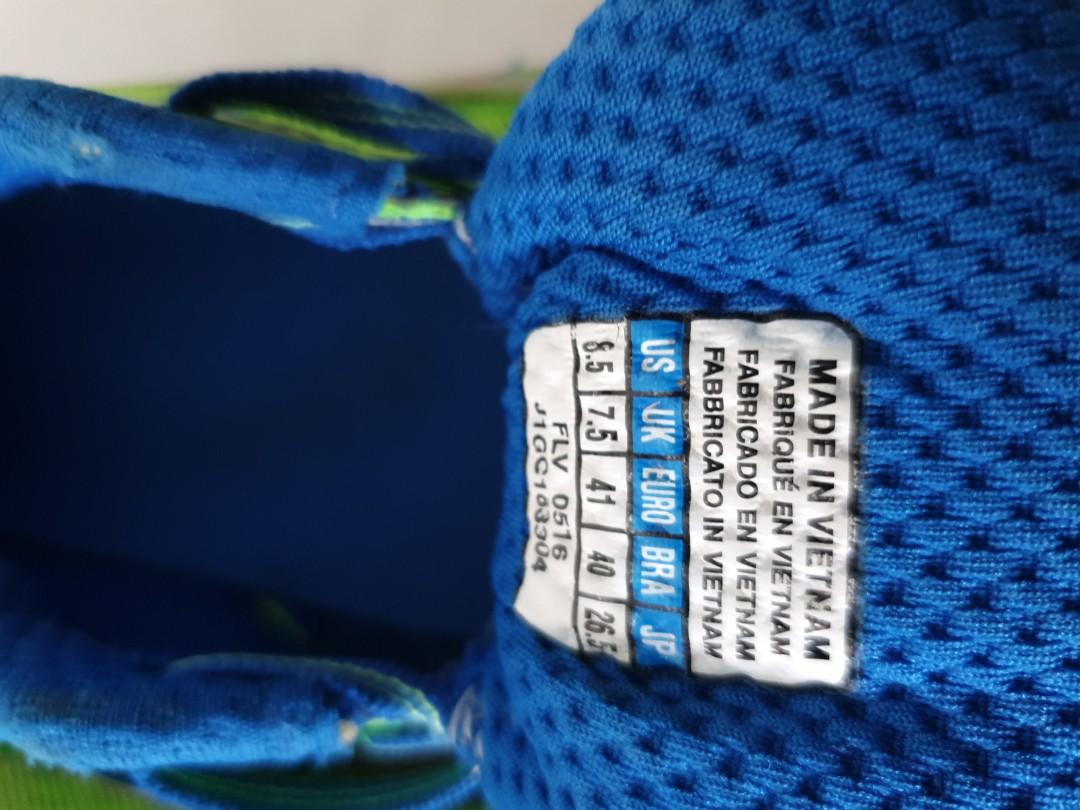 MADE IN VIETNAM
FABRIQUÉ EN VIETNAM
FABRICADO EN VIETNAM
FABBRICATO IN VIETNAM
US UK EURO BRA JP
8.5 7.5 41 40 26.5
FLV 0516
J1GC163304